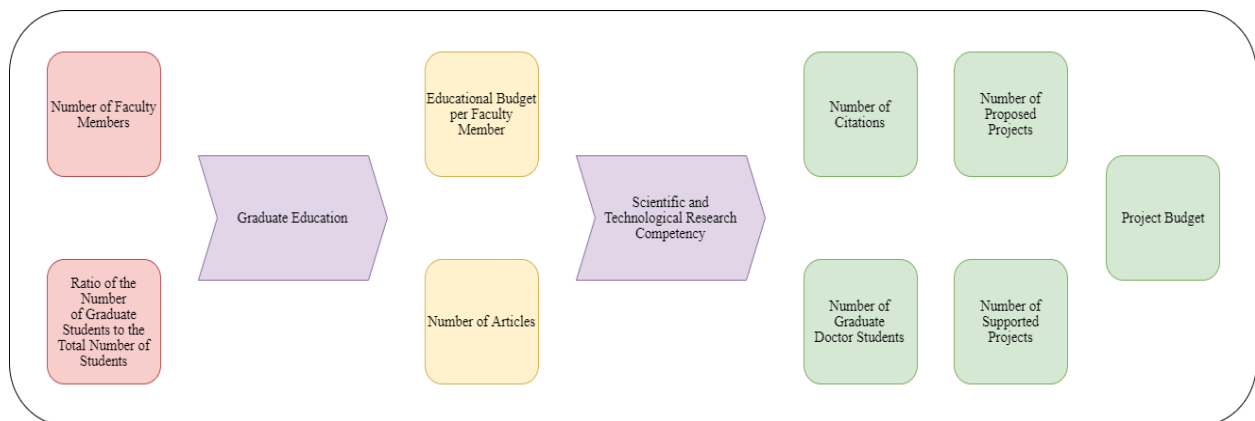 Number of Faculty
Members
Ratio of the
Number
of Graduate
Students to the
Total Number of
Students
Graduate Education
Educational Budget
per Faculty
Member
Number of Articles
Scientific and
Technological Research
Competency
Number of
Citations
Number of
Graduate
Doctor Students
Number of
Proposed
Projects
Number of
Supported
Projects
Project Budget